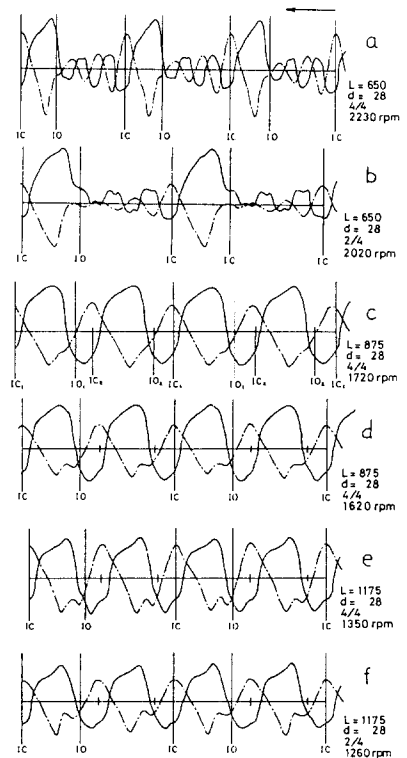 a
L = 650
d = 28
4/4
2230 rpm
IC IO IC IO IC IO IC
b
L = 650
d = 28
2/4
2020 rpm
IC IO IC IO IC
c
L = 875
d = 28
4/4
1720 rpm
IC₁ IO₁ IC₂ IO₂ IC₁ IO₁ IC₂ IO₂ IC₁
d
L = 875
d = 28
4/4
1620 rpm
IC IO IC IO IC
e
L = 1175
d = 28
4/4
1350 rpm
IC IO IC IO IC
f
L = 1175
d = 28
2/4
1260 rpm
IC IO IC IO IC